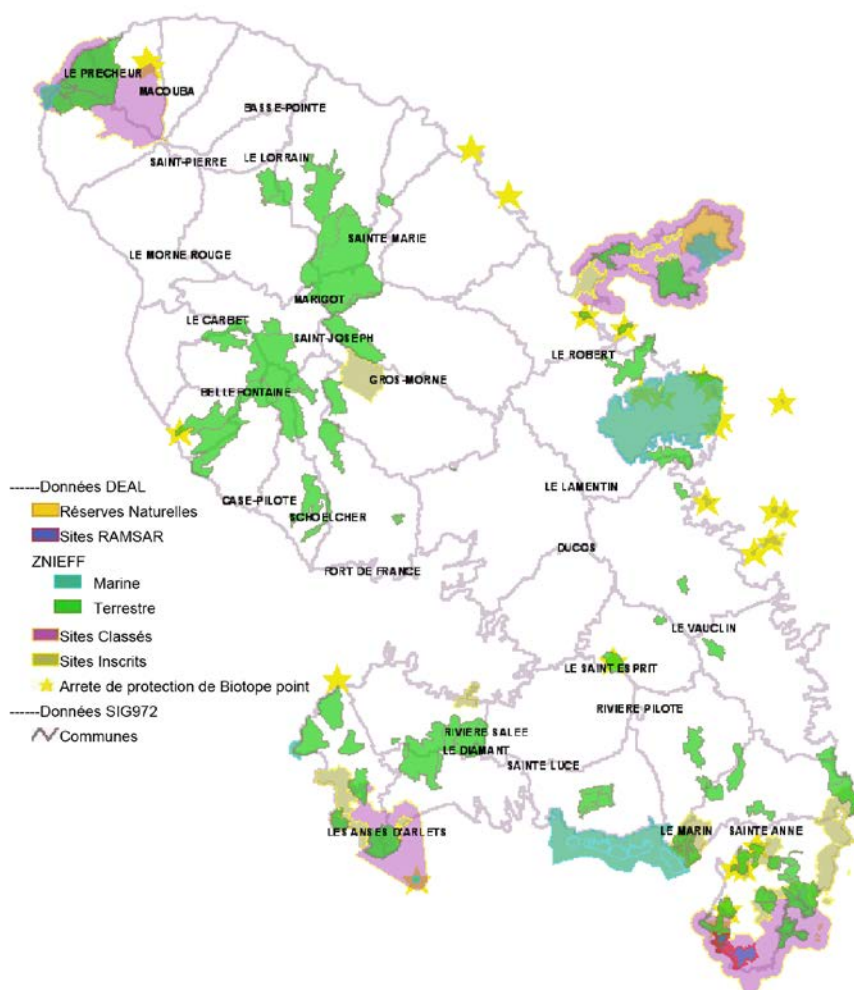 LE PRECHEUR
MACOUBA
BASSE-POINTE
SAINT-PIERRE
LE LORRAIN
SAINTE MARIE
LE MORNE ROUGE
MARIGOT
LE CARBET
SAINT-JOSEPH
LE ROBERT
GROS-MORNE
BELLEFONTAINE
LE LAMENTIN
CASE-PILOTE
SCHOELCHER
DUCOS
FORT DE FRANCE
LE VAUCLIN
LE SAINT ESPRIT
RIVIERE PILOTE
RIVIERE SALEE
LE DIAMANT
SAINTE LUCE
LES ANSES D'ARLETS
LE MARIN
SAINTE ANNE
------Données DEAL
Réserves Naturelles
Sites RAMSAR
ZNIEFF
Marine
Terrestre
Sites Classés
Sites Inscrits
Arrete de protection de Biotope point
------Données SIG972
Communes